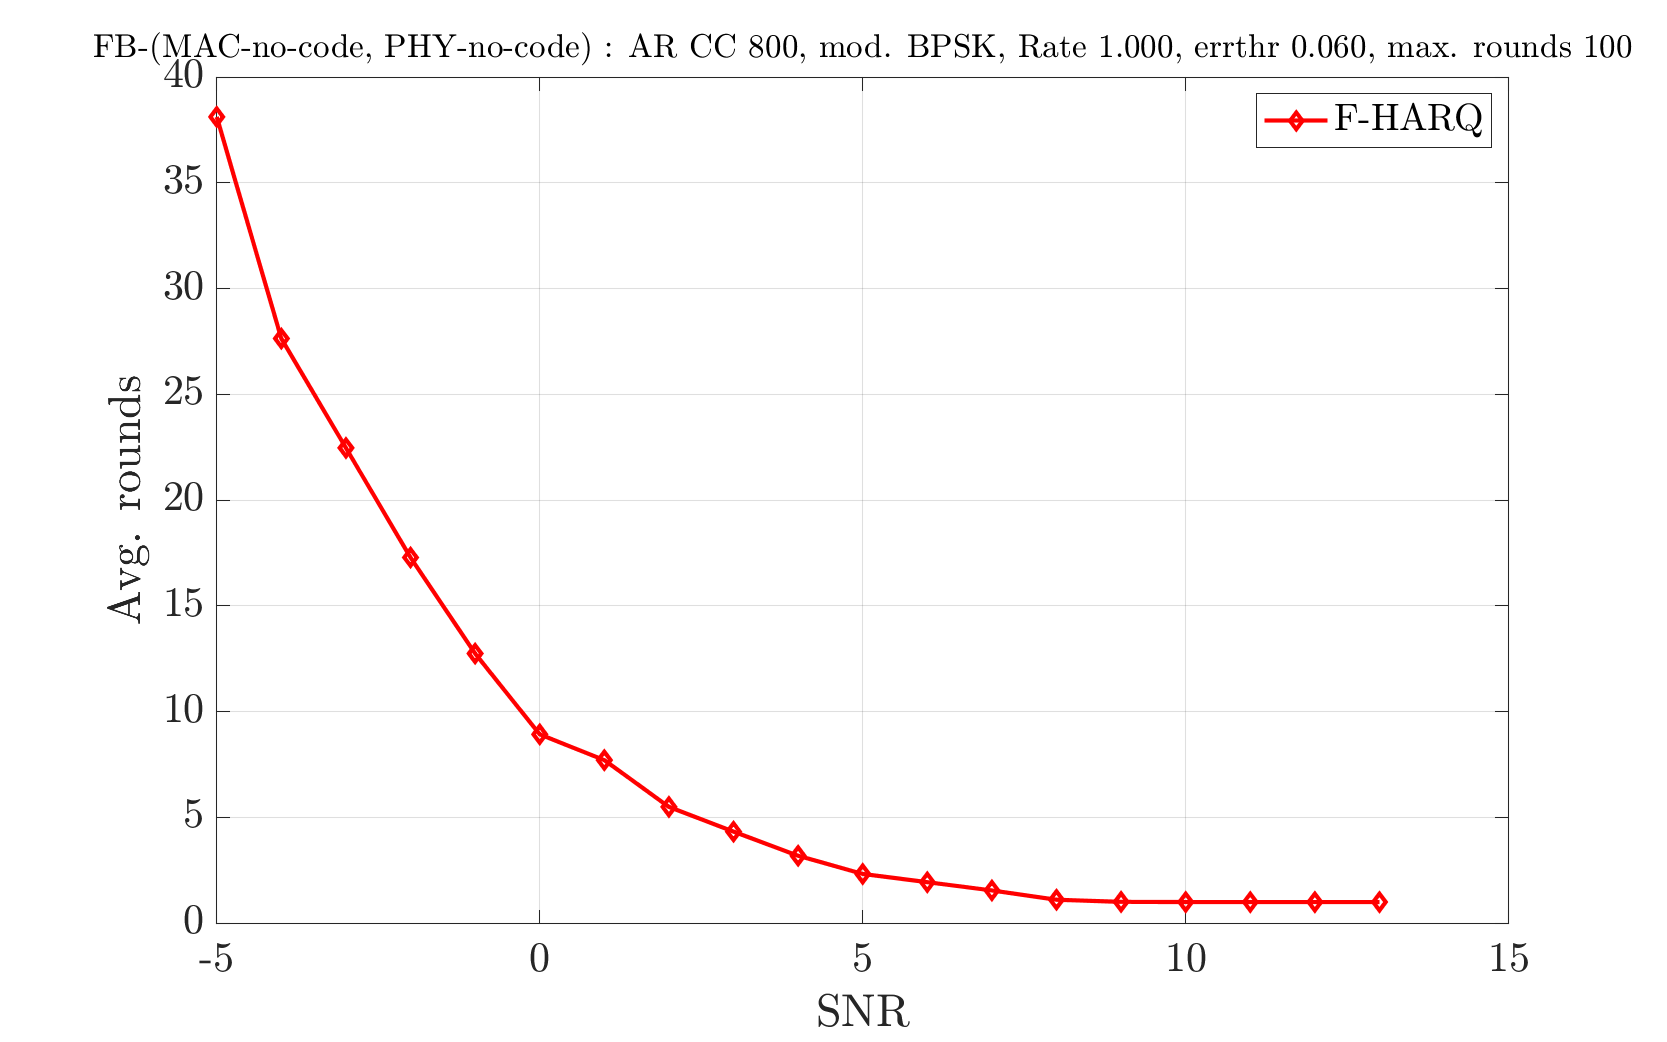 FB-(MAC-no-code, PHY-no-code) : AR CC 800, mod. BPSK, Rate 1.000, errthr 0.060, max. rounds 100
F-HARQ
40
35
30
25
20
15
10
5
0
Avg. rounds
-5 0 5 10 15
SNR